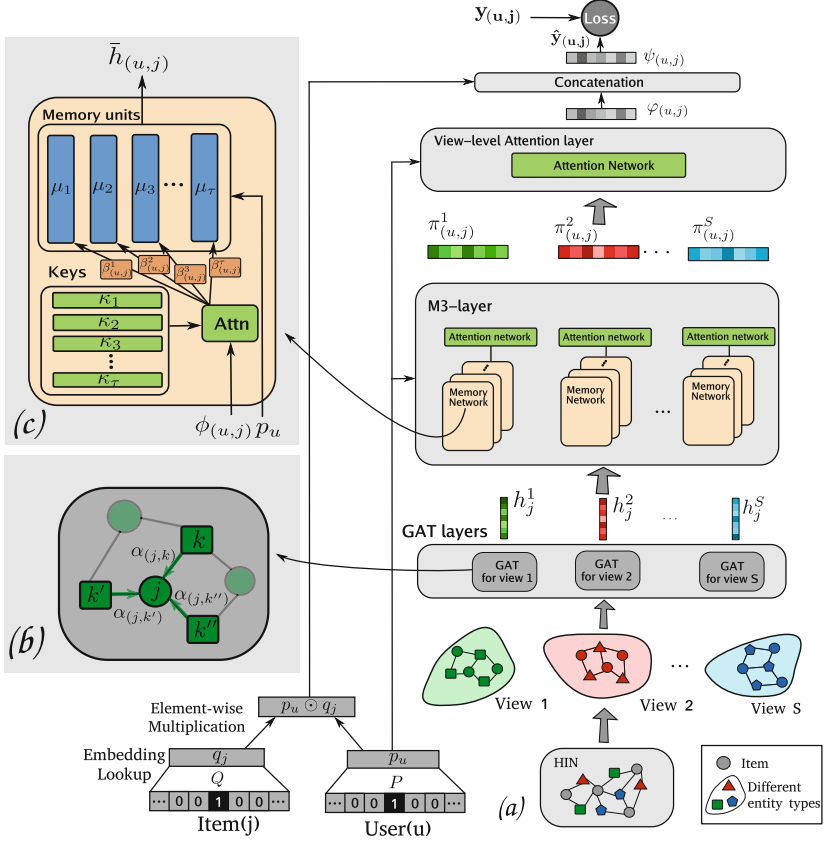 y(u,j)
Loss
ŷ(u,j)
ψ(u,j)
Concatenation
φ(u,j)
View-level Attention layer
Attention Network
π¹(u,j)
π²(u,j)
...
πˢ(u,j)
M3-layer
Attention network
Attention network
Attention network
Memory Network
Memory Network
...
Memory Network
h¹j
h²j
...
hˢj
GAT layers
GAT for view 1
GAT for view 2
GAT for view S
View 1
View 2
...
View S
HIN
(a)
Item
Different
entity types
h̄(u,j)
Memory units
μ1 μ2 μ3 ... μτ
β¹(u,j) β²(u,j) β³(u,j) βτ(u,j)
Keys
κ1
κ2
κ3
⋮
κτ
Attn
(c)
ϕ(u,j) pu
k
α(j,k)
k′ j α(j,k″)
α(j,k′)
k″
(b)
Element-wise
Multiplication
pu ⊙ qj
Embedding
Lookup
qj
Q
... 0 0 1 0 0 ...
Item(j)
pu
P
... 0 0 1 0 0 ...
User(u)